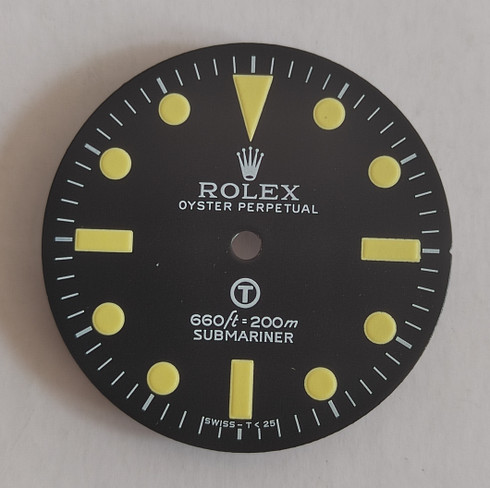 ROLEX
OYSTER PERPETUAL
T
660ft=200m
SUBMARINER
SWISS-T<25